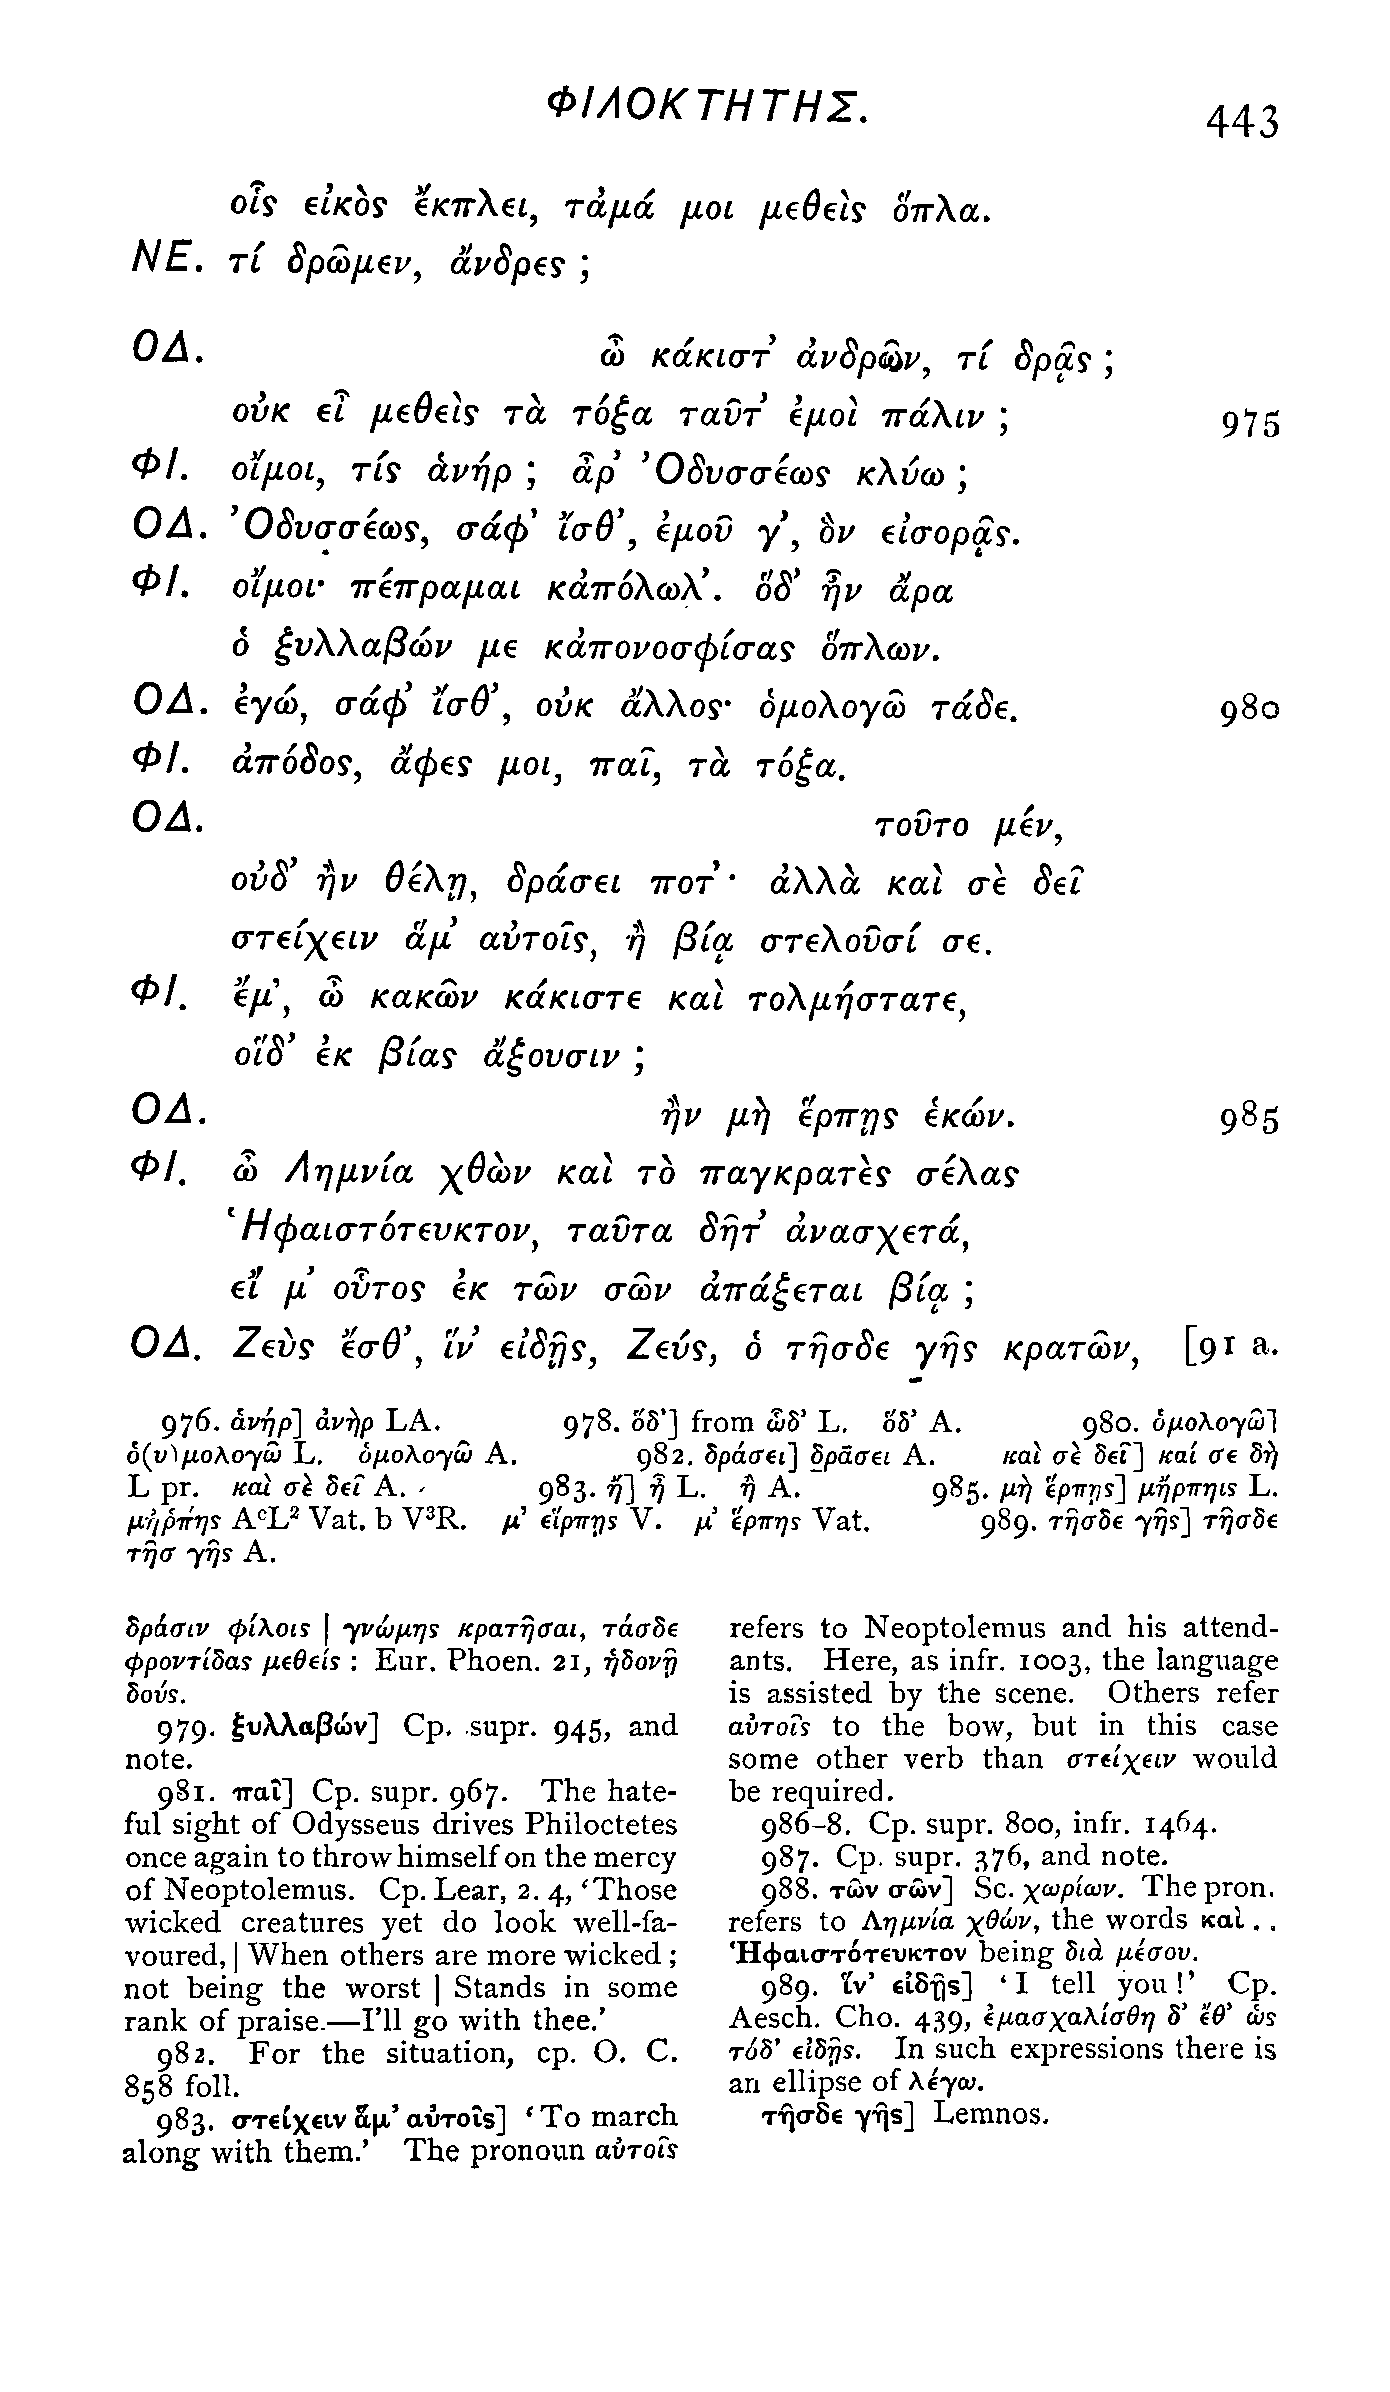 ΦΙΛΟΚΤΗΤΗΣ. 443
οἷς εἰκὸς ἔκπλει, τἀμά μοι μεθεὶς ὅπλα.
ΝΕ. τί δρῶμεν, ἄνδρες ;
ΟΔ. ὦ κάκιστ’ ἀνδρῶν, τί δρᾷς ;
οὐκ εἶ μεθεὶς τὰ τόξα ταῦτ’ ἐμοὶ πάλιν ; 975
ΦΙ. οἴμοι, τίς ἁνήρ ; ἆρ’ Ὀδυσσέως κλύω ;
ΟΔ. Ὀδυσσέως, σάφ’ ἴσθ’, ἐμοῦ γ’, ὃν εἰσορᾷς.
ΦΙ. οἴμοι· πέπραμαι κἀπόλωλ’. ὅδ’ ἦν ἄρα
ὁ ξυλλαβών με κἀπονοσφίσας ὅπλων.
ΟΔ. ἐγώ, σάφ’ ἴσθ’, οὐκ ἄλλος· ὁμολογῶ τάδε. 980
ΦΙ. ἀπόδος, ἄφες μοι, παῖ, τὰ τόξα.
ΟΔ. τοῦτο μέν,
οὐδ’ ἢν θέλῃ, δράσει ποτ’· ἀλλὰ καὶ σὲ δεῖ
στείχειν ἅμ’ αὐτοῖς, ἢ βίᾳ στελοῦσί σε.
ΦΙ. ἔμ’, ὦ κακῶν κάκιστε καὶ τολμήστατε,
οἵδ’ ἐκ βίας ἄξουσιν ;
ΟΔ. ἢν μὴ ἕρπῃς ἑκών. 985
ΦΙ. ὦ Λημνία χθὼν καὶ τὸ παγκρατὲς σέλας
Ἡφαιστότευκτον, ταῦτα δῆτ’ ἀνασχετά,
εἴ μ’ οὗτος ἐκ τῶν σῶν ἀπάξεται βίᾳ ;
ΟΔ. Ζεὺς ἔσθ’, ἵν’ εἰδῇς, Ζεύς, ὁ τῆσδε γῆς κρατῶν, [91 a.
976. ἁνήρ] ἀνὴρ LA. 978. ὅδ’] from ὧδ’ L. ὅδ’ A. 980. ὁμολογῶ]
ὁ(υ)μολογῶ L. ὁμολογῶ A. 982. δράσει] δρᾶσει A. καὶ σὲ δεῖ] καί σε δὴ
L pr. καὶ σὲ δεῖ A. 983. ἤ] ἦ L. ἢ A. 985. μὴ ἕρπῃς] μἤρπηις L.
μἠρπῆς AᶜL² Vat. b V³R. μ’ εἵρπῃς V. μ’ ἕρπης Vat. 989. τῆσδε γῆς] τῆσδε
τῆσ γῆς A.
δράσιν φίλοις | γνώμης κρατῆσαι, τάσδε
φροντίδας μεθείς : Eur. Phoen. 21, ἡδονῇ
δούς.
979. ξυλλαβών] Cp. supr. 945, and
note.
981. παῖ] Cp. supr. 967. The hate-
ful sight of Odysseus drives Philoctetes
once again to throw himself on the mercy
of Neoptolemus. Cp. Lear, 2. 4, ‘Those
wicked creatures yet do look well-fa-
voured, | When others are more wicked ;
not being the worst | Stands in some
rank of praise.—I’ll go with thee.’
982. For the situation, cp. O. C.
858 foll.
983. στείχειν ἅμ’ αὐτοῖς] ‘To march
along with them.’ The pronoun αὐτοῖς
refers to Neoptolemus and his attend-
ants. Here, as infr. 1003, the language
is assisted by the scene. Others refer
αὐτοῖς to the bow, but in this case
some other verb than στείχειν would
be required.
986–8. Cp. supr. 800, infr. 1464.
987. Cp. supr. 376, and note.
988. τῶν σῶν] Sc. χωρίων. The pron.
refers to Λημνία χθών, the words καὶ . .
Ἡφαιστότευκτον being διὰ μέσου.
989. ἵν’ εἰδῇς] ‘I tell you !’ Cp.
Aesch. Cho. 439, ἐμασχαλίσθη δ’ ἔθ’ ὡς
τόδ’ εἰδῇς. In such expressions there is
an ellipse of λέγω.
τῆσδε γῆς] Lemnos.